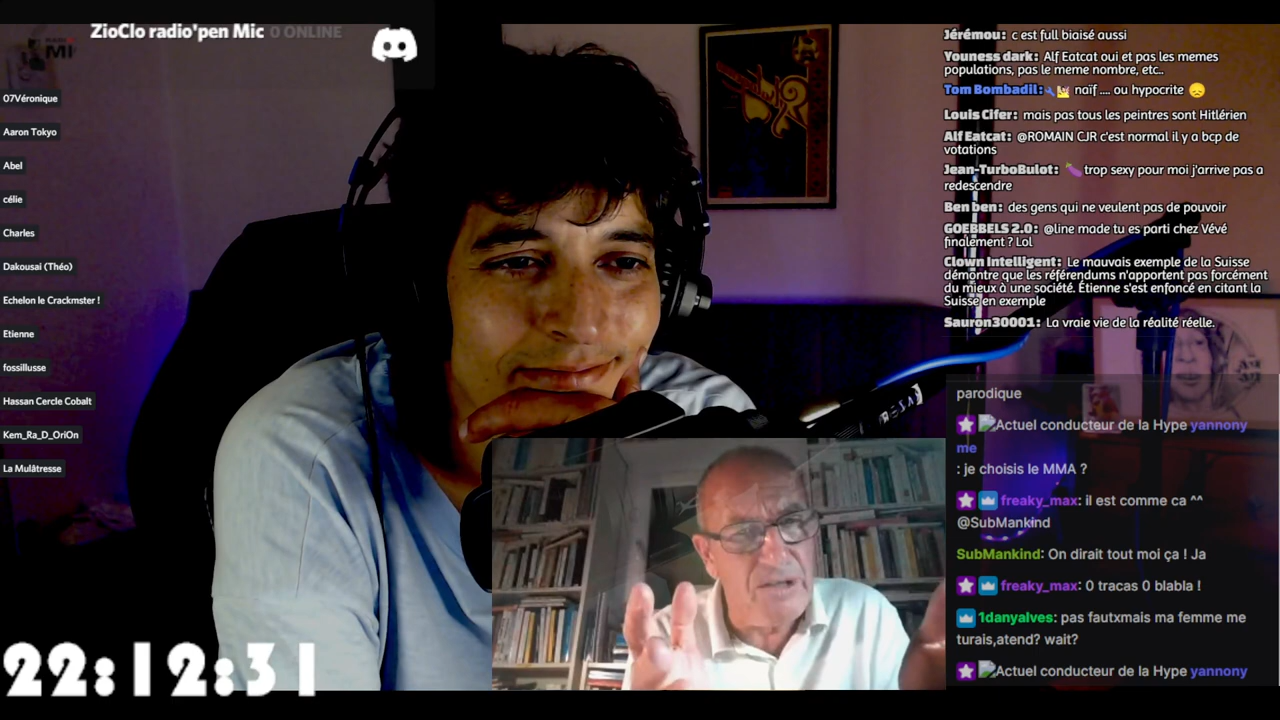 ZioClo radio'pen Mic 0 ONLINE
MI
07Véronique
Aaron Tokyo
Abel
célie
Charles
Dakousai (Théo)
Echelon le Crackmster !
Etienne
fossillusse
Hassan Cercle Cobalt
Kem_Ra_D_OriOn
La Mulâtresse
22:12:31
Jérémou: c est full biaisé aussi
Youness dark: Alf Eatcat oui et pas les memes
populations, pas le meme nombre, etc..
Tom Bombadil: naïf .... ou hypocrite
Louis Cifer: mais pas tous les peintres sont Hitlérien
Alf Eatcat: @ROMAIN CJR c'est normal il y a bcp de
votations
Jean-TurboBulot: trop sexy pour moi j'arrive pas a
redescendre
Ben ben: des gens qui ne veulent pas de pouvoir
GOEBBELS 2.0: @line made tu es parti chez Vévé
finalement ? Lol
Clown Intelligent: Le mauvais exemple de la Suisse
démontre que les référendums n'apportent pas forcément
du mieux à une société. Étienne s'est enfoncé en citant la
Suisse en exemple
Sauron30001: La vraie vie de la réalité réelle.
parodique
Actuel conducteur de la Hype yannony
me
: je choisis le MMA ?
freaky_max: il est comme ca ^^
@SubMankind
SubMankind: On dirait tout moi ça ! Ja
freaky_max: 0 tracas 0 blabla !
1danyalves: pas fautxmais ma femme me
turais,atend? wait?
Actuel conducteur de la Hype yannony